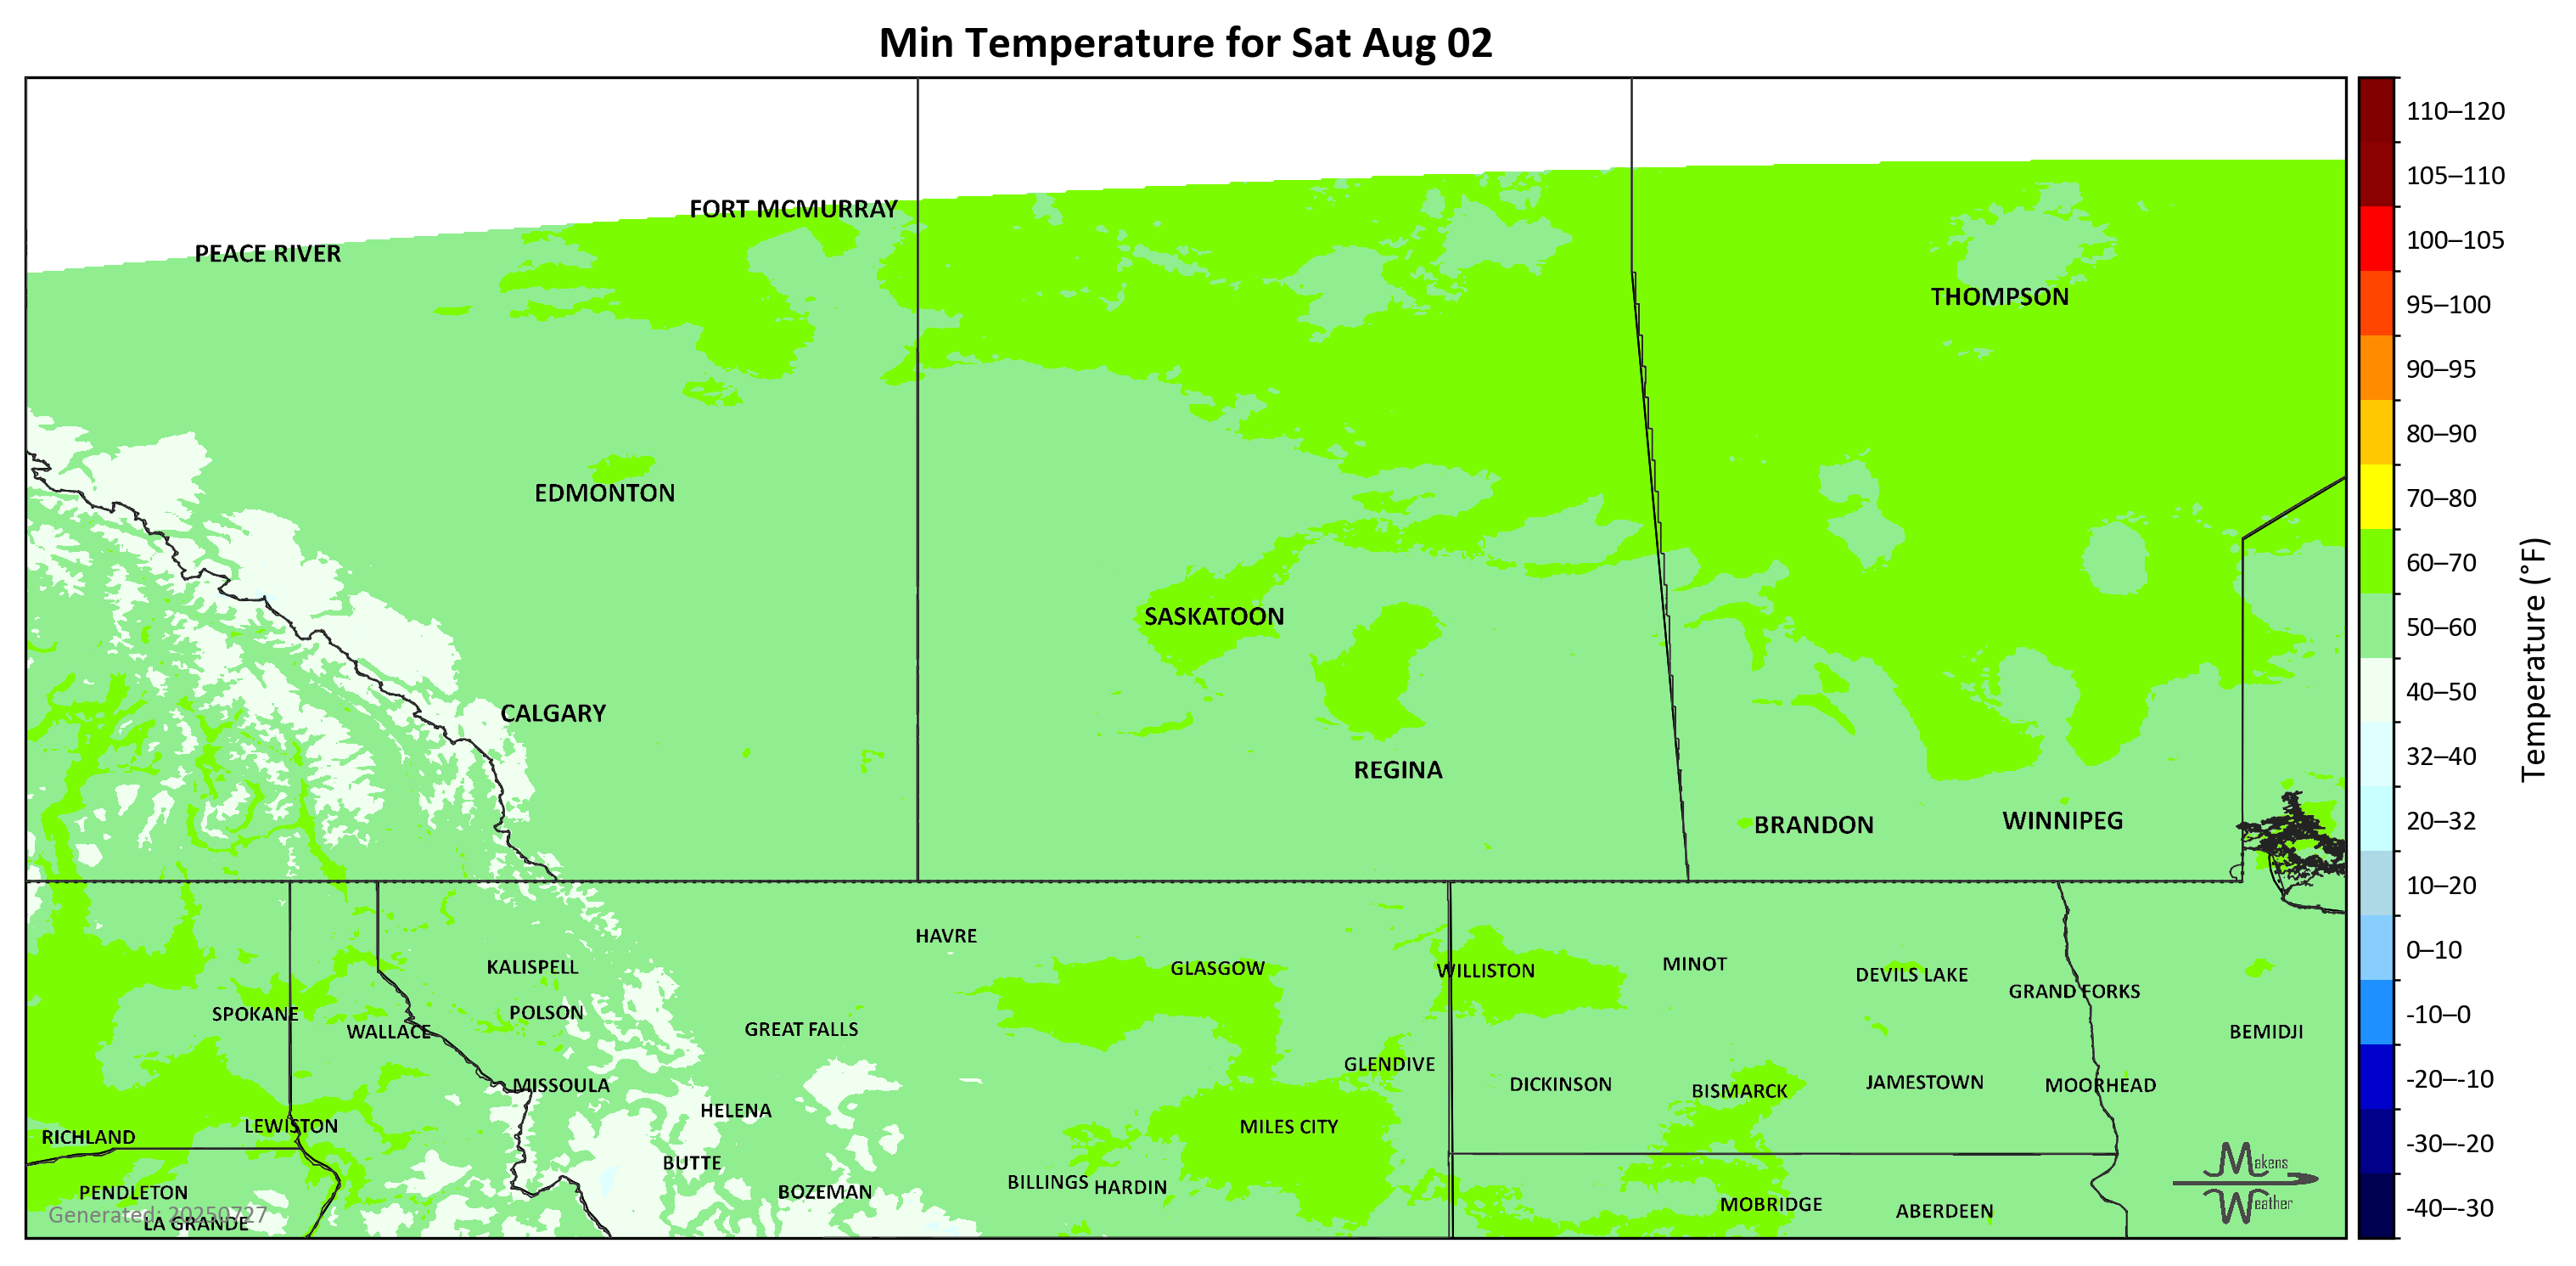 Min Temperature for Sat Aug 02
FORT MCMURRAY
PEACE RIVER
THOMPSON
EDMONTON
SASKATOON
CALGARY
REGINA
BRANDON
WINNIPEG
HAVRE
KALISPELL
GLASGOW
WILLISTON
MINOT
DEVILS LAKE
GRAND FORKS
SPOKANE
POLSON
WALLACE
GREAT FALLS
BEMIDJI
GLENDIVE
MISSOULA
DICKINSON
BISMARCK
JAMESTOWN
MOORHEAD
HELENA
LEWISTON
MILES CITY
RICHLAND
BUTTE
BILLINGS
HARDIN
PENDLETON
BOZEMAN
MOBRIDGE
ABERDEEN
LA GRANDE
Generated: 20250727
Makens
Weather
110–120
105–110
100–105
95–100
90–95
80–90
70–80
60–70
50–60
40–50
32–40
20–32
10–20
0–10
-10–0
-20–-10
-30–-20
-40–-30
Temperature (°F)